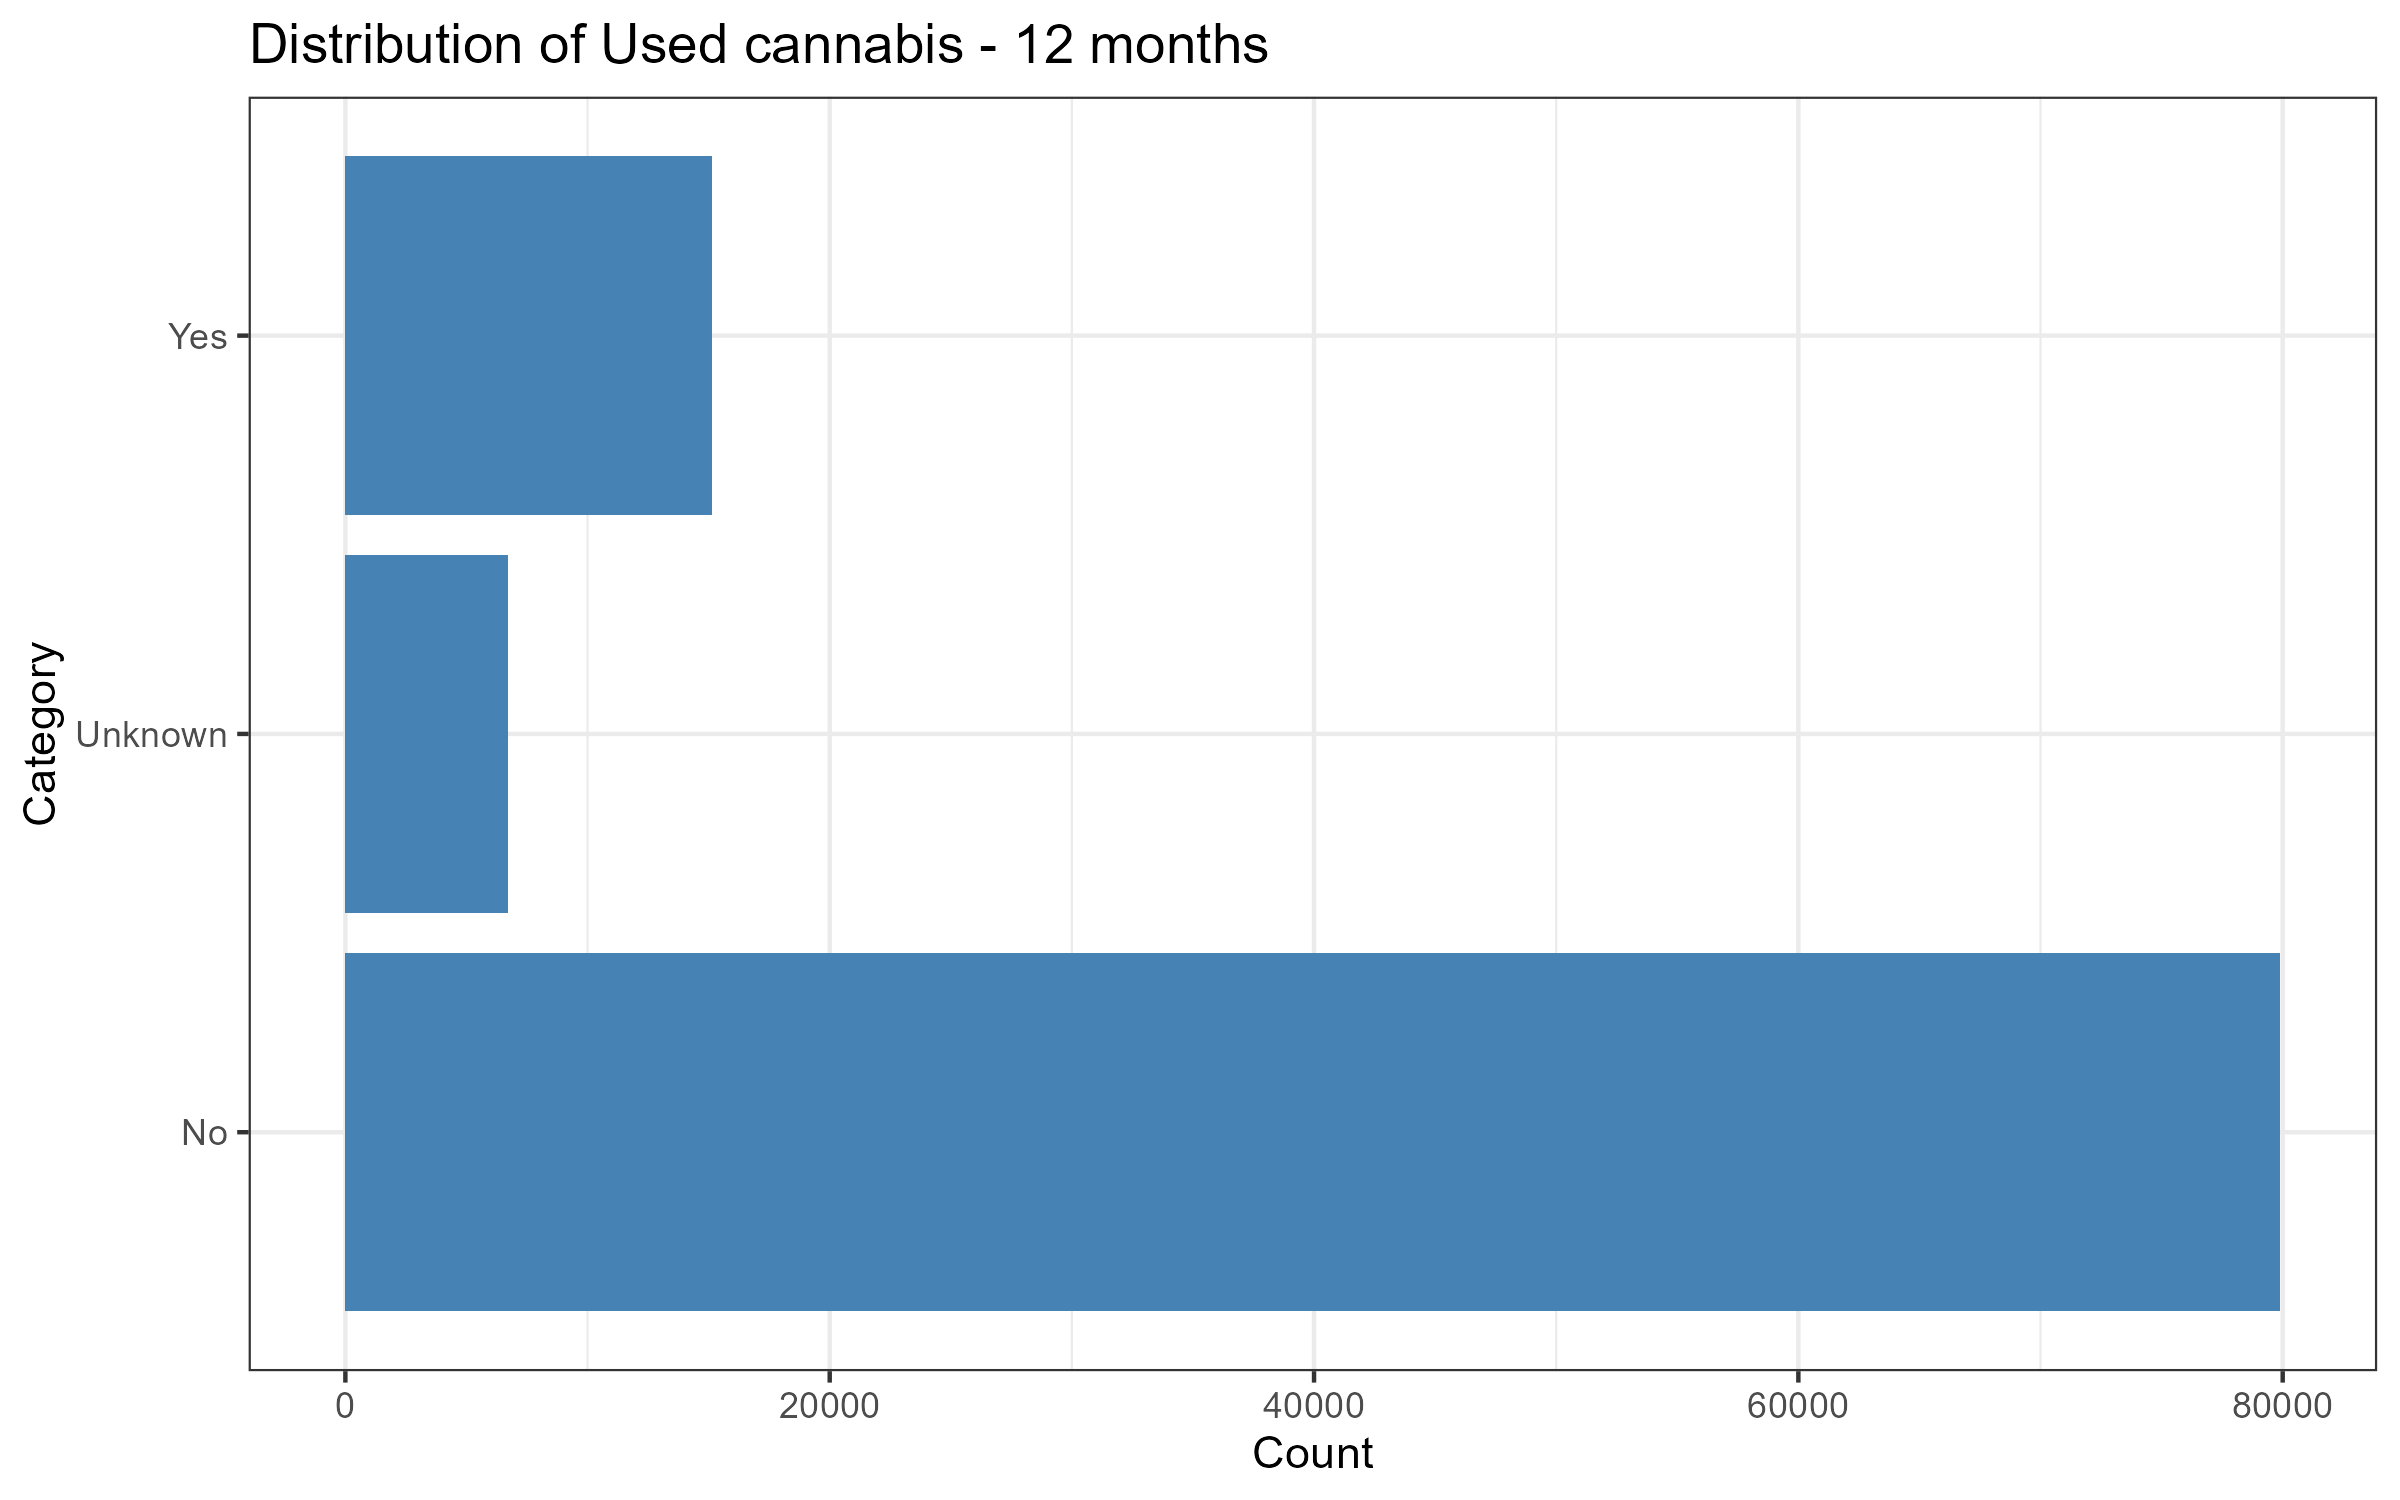 Distribution of Used cannabis - 12 months
Category
Yes
Unknown
No
0 20000 40000 60000 80000
Count